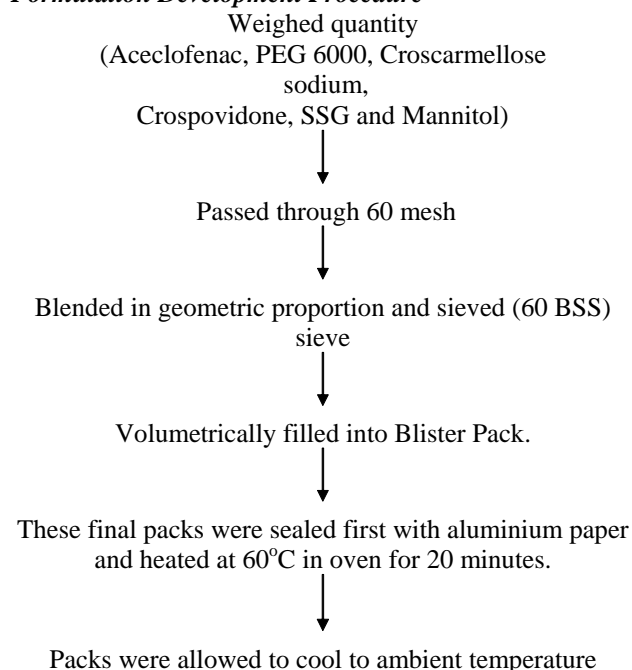 Formulation Development Procedure
Weighed quantity
(Aceclofenac, PEG 6000, Croscarmellose
sodium,
Crospovidone, SSG and Mannitol)
Passed through 60 mesh
Blended in geometric proportion and sieved (60 BSS)
sieve
Volumetrically filled into Blister Pack.
These final packs were sealed first with aluminium paper
and heated at 60°C in oven for 20 minutes.
Packs were allowed to cool to ambient temperature